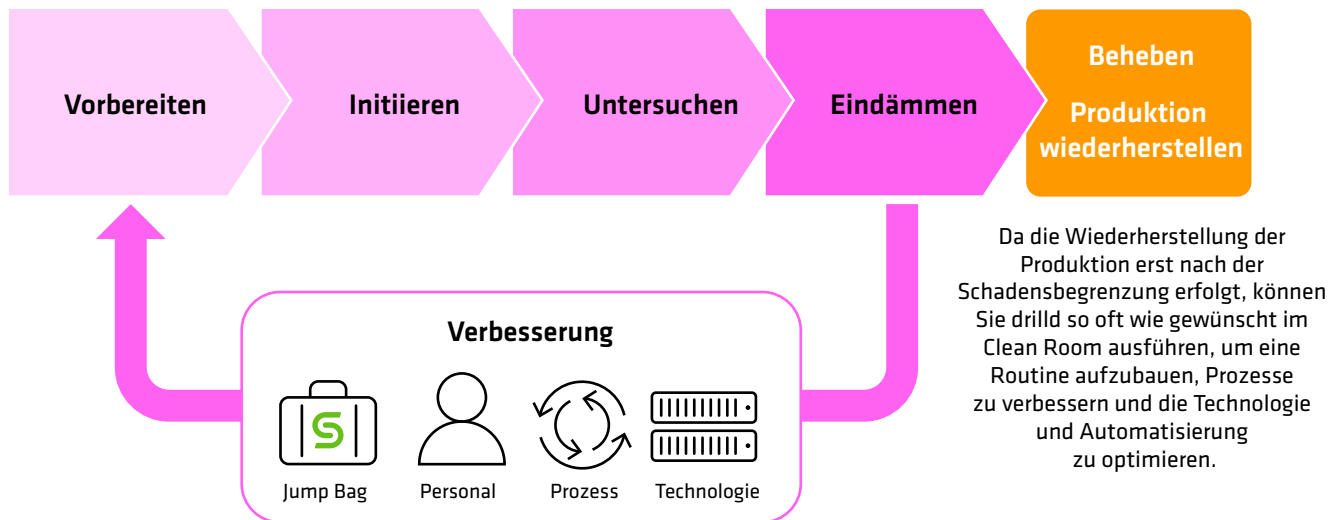 Vorbereiten
Initiieren
Untersuchen
Eindämmen
Beheben
Produktion
wiederherstellen
Da die Wiederherstellung der
Produktion erst nach der
Schadensbegrenzung erfolgt, können
Sie drilld so oft wie gewünscht im
Clean Room ausführen, um eine
Routine aufzubauen, Prozesse
zu verbessern und die Technologie
und Automatisierung
zu optimieren.
Verbesserung
Jump Bag
Personal
Prozess
Technologie